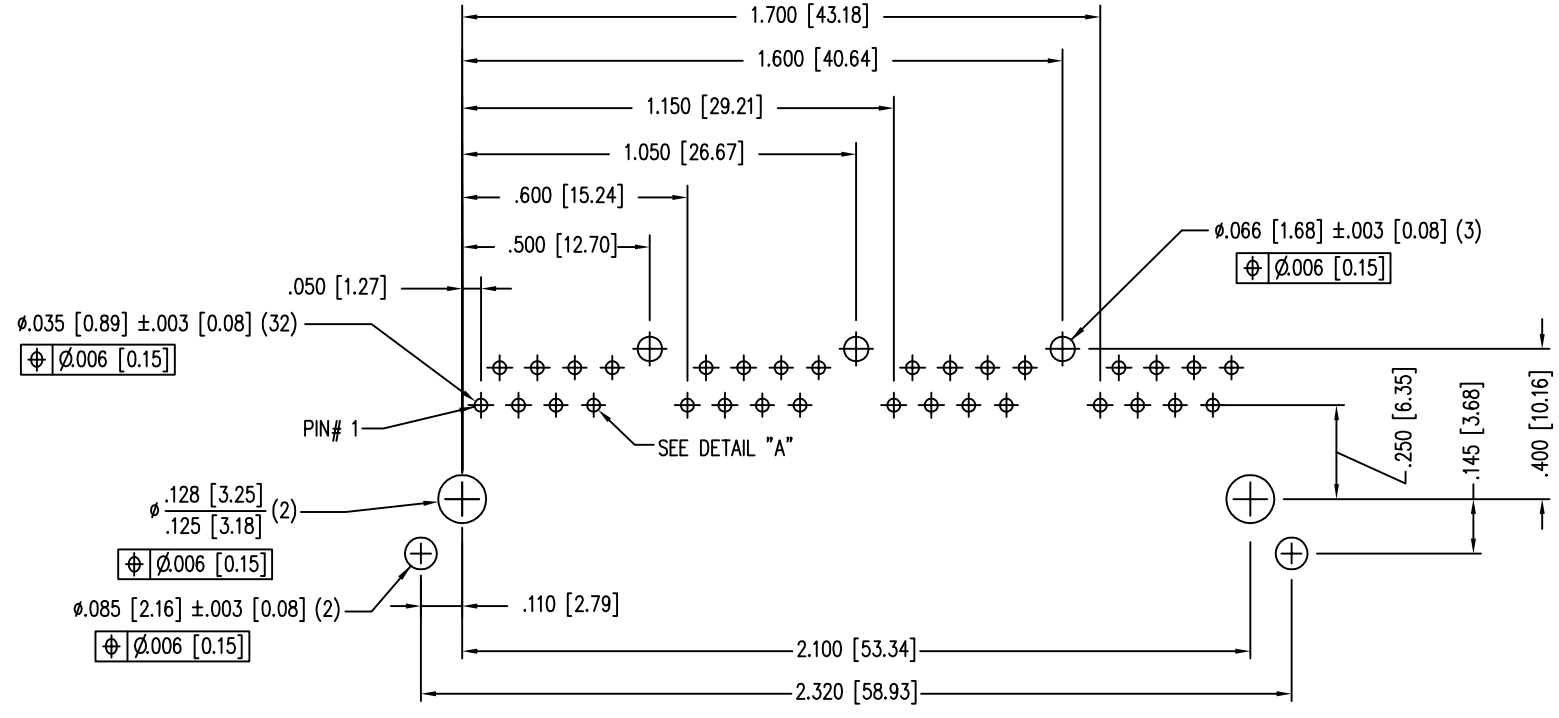 1.700 [43.18]
1.600 [40.64]
1.150 [29.21]
1.050 [26.67]
.600 [15.24]
.500 [12.70]
ø.066 [1.68] ±.003 [0.08] (3)
⌖ Ø.006 [0.15]
.050 [1.27]
ø.035 [0.89] ±.003 [0.08] (32)
⌖ Ø.006 [0.15]
PIN# 1
SEE DETAIL "A"
.250 [6.35]
.145 [3.68]
.400 [10.16]
ø .128 [3.25]
.125 [3.18] (2)
⌖ Ø.006 [0.15]
ø.085 [2.16] ±.003 [0.08] (2)
⌖ Ø.006 [0.15]
.110 [2.79]
2.100 [53.34]
2.320 [58.93]